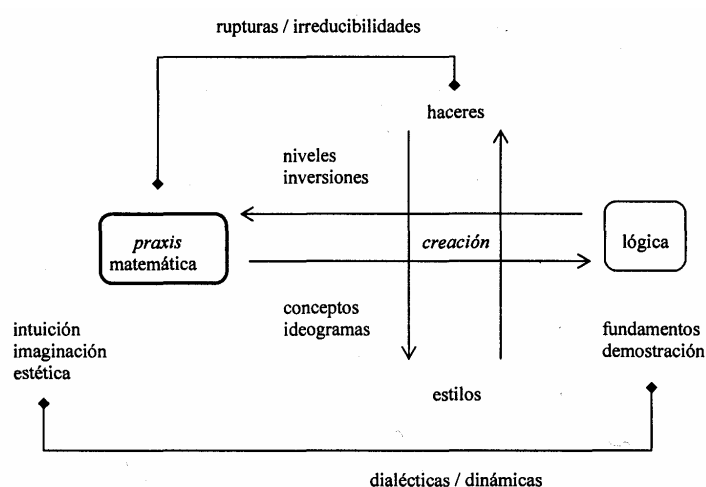 rupturas / irreducibilidades
haceres
niveles
inversiones
praxis
matemática
creación
lógica
conceptos
ideogramas
intuición
imaginación
estética
fundamentos
demostración
estilos
dialécticas / dinámicas